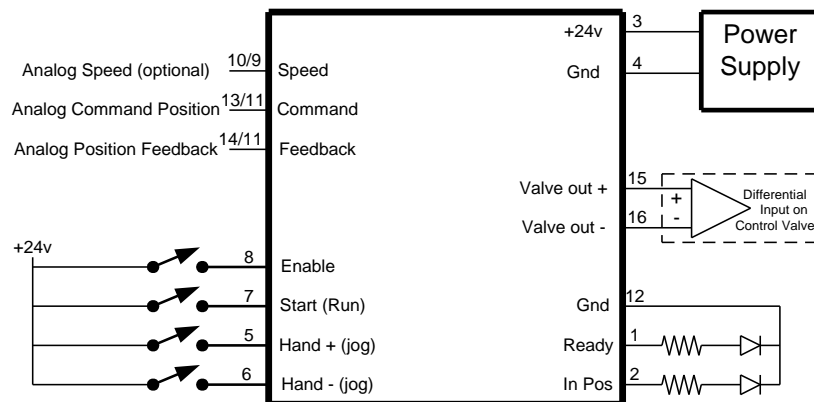 +24v
3
Power
Supply
Gnd
4
Analog Speed (optional)
10/9
Speed
Analog Command Position
13/11
Command
Analog Position Feedback
14/11
Feedback
Valve out +
15
+
Differential
Input on
Control Valve
Valve out -
16
-
+24v
8
Enable
7
Start (Run)
Gnd
12
5
Hand + (jog)
Ready
1
6
Hand - (jog)
In Pos
2